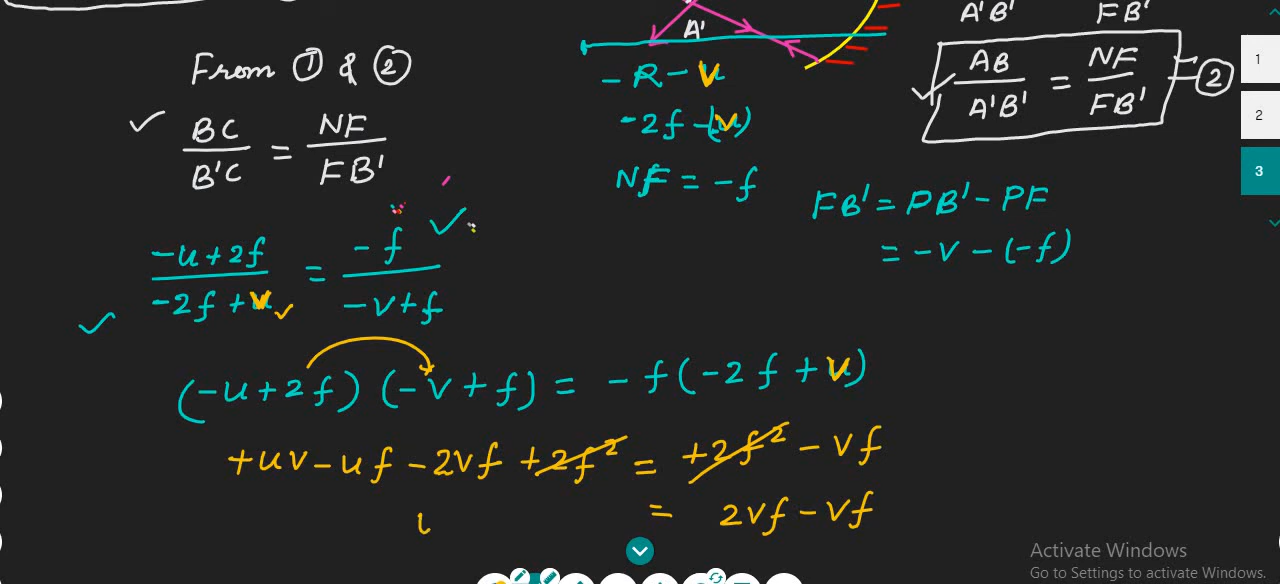 A'B' FB'
A'
From ① & ②
- R - v
AB/A'B' = NF/FB' = ②
1
2
3
BC/B'C = NF/FB'
-2f -(v)
NF = -f
FB' = PB' - PF
= -v - (-f)
(-u+2f)/(-2f+v) = -f/(-v+f)
(-u+2f)(-v+f) = -f(-2f+v)
+uv-uf-2vf+2f² = +2f²-vf
= 2vf-vf
Activate Windows
Go to Settings to activate Windows.